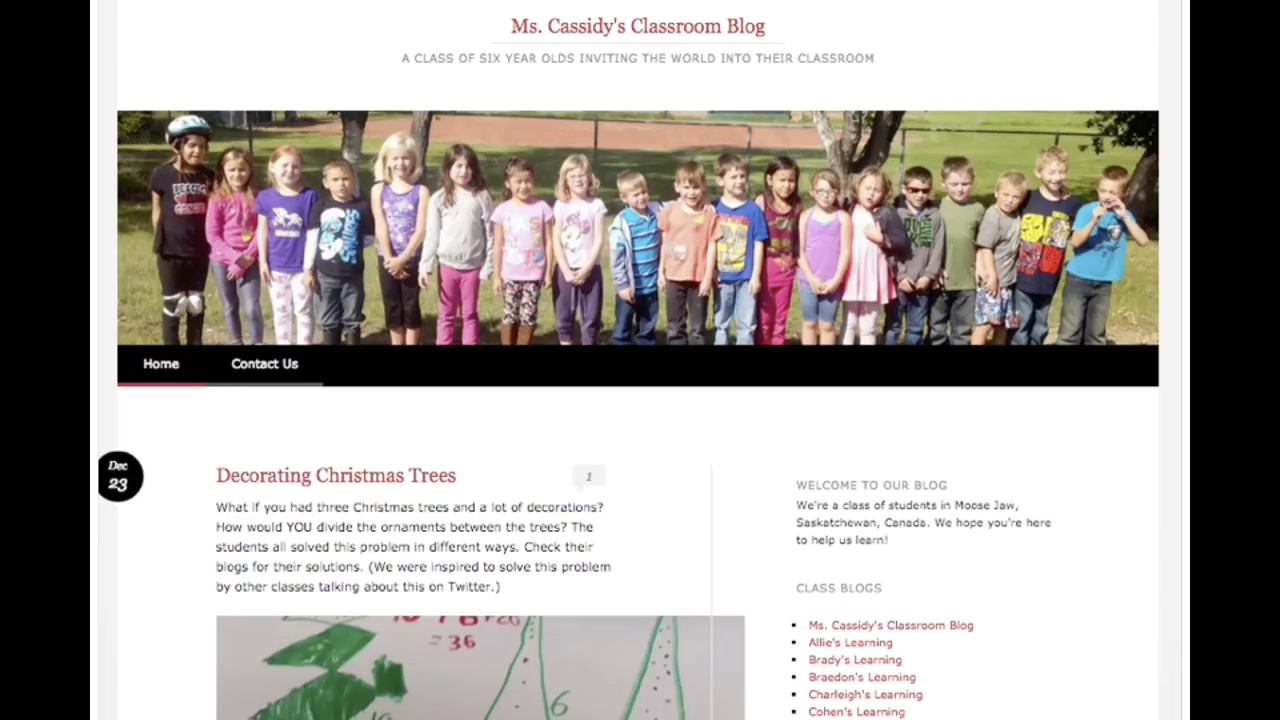 Ms. Cassidy's Classroom Blog
A CLASS OF SIX YEAR OLDS INVITING THE WORLD INTO THEIR CLASSROOM
Home
Contact Us
Dec
23
Decorating Christmas Trees
1
What if you had three Christmas trees and a lot of decorations?
How would YOU divide the ornaments between the trees? The
students all solved this problem in different ways. Check their
blogs for their solutions. (We were inspired to solve this problem
by other classes talking about this on Twitter.)
= 36
6
WELCOME TO OUR BLOG
We're a class of students in Moose Jaw,
Saskatchewan, Canada. We hope you're here
to help us learn!
CLASS BLOGS
Ms. Cassidy's Classroom Blog
Allie's Learning
Brady's Learning
Braedon's Learning
Charleigh's Learning
Cohen's Learning